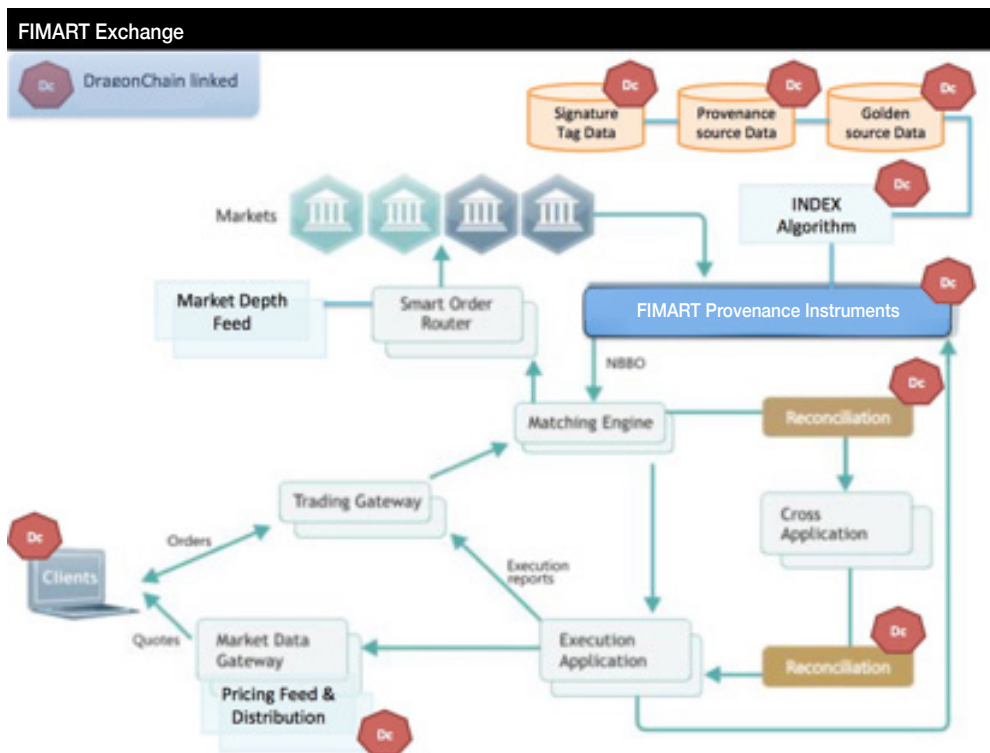 FIMART Exchange
Dc
DragonChain linked
Dc
Dc
Dc
Signature
Tag Data
Provenance
source Data
Golden
source Data
Dc
INDEX
Algorithm
Markets
Market Depth
Feed
Smart Order
Router
Dc
FIMART Provenance Instruments
NBBO
Dc
Matching Engine
Reconciliation
Trading Gateway
Cross
Application
Dc
Clients
Orders
Execution
reports
Quotes
Market Data
Gateway
Execution
Application
Dc
Reconciliation
Pricing Feed &
Distribution
Dc